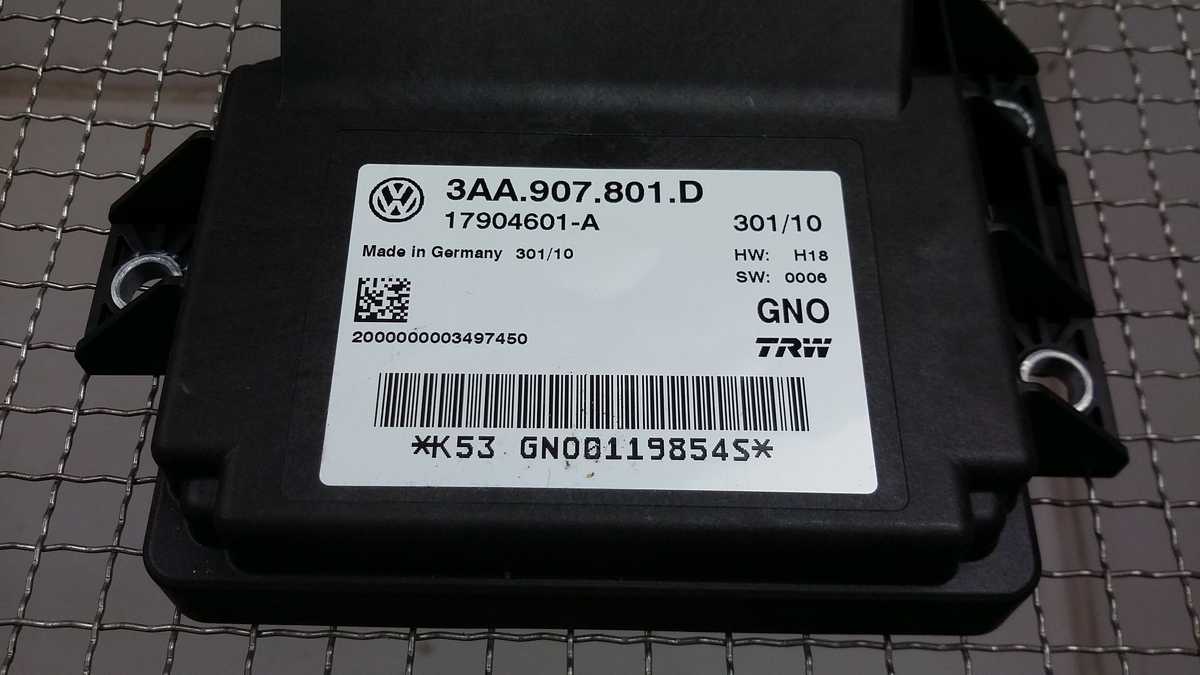 3AA.907.801.D
17904601-A 301/10
Made in Germany 301/10
HW: H18
SW: 0006
GNO
2000000003497450
TRW
*K53 GNO0119854S*